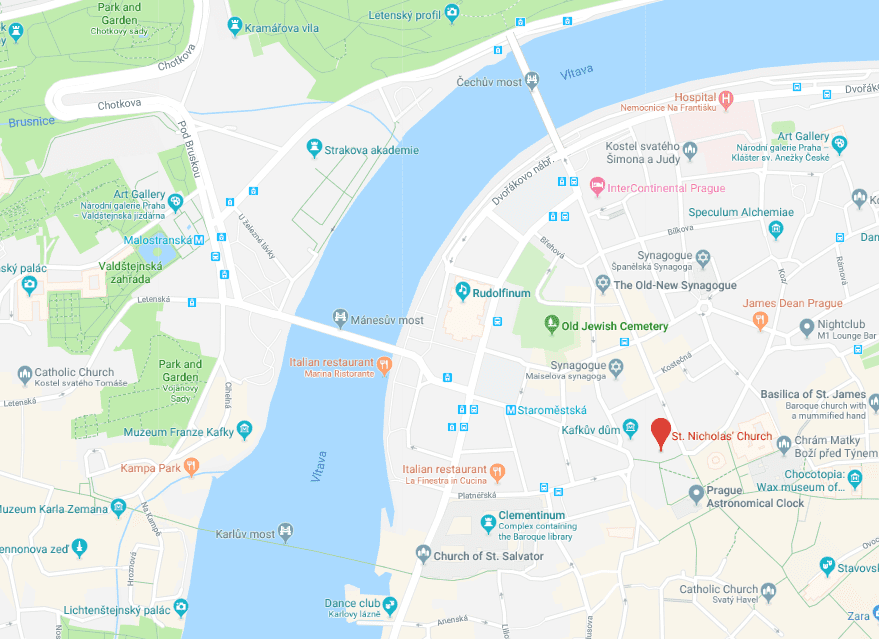 Park and
Garden
Chotkovy sady
Kramářova vila
Letenský profil
Chotkova
Čechův most
Vltava
Chotkova
Brusnice
Pod Bruskou
Strakova akademie
Hospital
Nemocnice Na Františku
Dvořákovo nábř.
Kostel svatého
Šimona a Judy
Art Gallery
Národní galerie Praha –
Klášter sv. Anežky České
InterContinental Prague
Art Gallery
Národní galerie Praha
– Valdštejnská jízdárna
Malostranská
U železné lávky
Břehová
Bílkova
Speculum Alchemiae
Kozí
Rámová
ský palác
Valdštejnská
zahrada
Letenská
Synagogue
Španělská Synagoga
The Old-New Synagogue
Rudolfinum
James Dean Prague
Nightclub
M1 Lounge Bar
Mánesův most
Old Jewish Cemetery
Italian restaurant
Marina Ristorante
Synagogue
Maiselova synagoga
Kostečná
Catholic Church
Kostel svatého Tomáše
Letenská
Park and
Garden
Vojanovy
Sady
Cihelná
Staroměstská
Basilica of St. James
Baroque church with
a mummified hand
Muzeum Franze Kafky
Kafkův dům
St. Nicholas' Church
Chrám Matky
Boží před Týnem
Kampa Park
Vltava
Italian restaurant
La Finestra in Cucina
Platnéřská
Chocotopia:
Wax museum of...
Prague
Astronomical Clock
Muzeum Karla Zemana
Na Kampě
Clementinum
Complex containing
the Baroque library
Karlův most
ennonova zeď
Hroznová
Church of St. Salvator
Stavovs
Catholic Church
Svatý Havel
Lichtenštejnský palác
Dance club
Karlovy lázně
Anenská
Zara